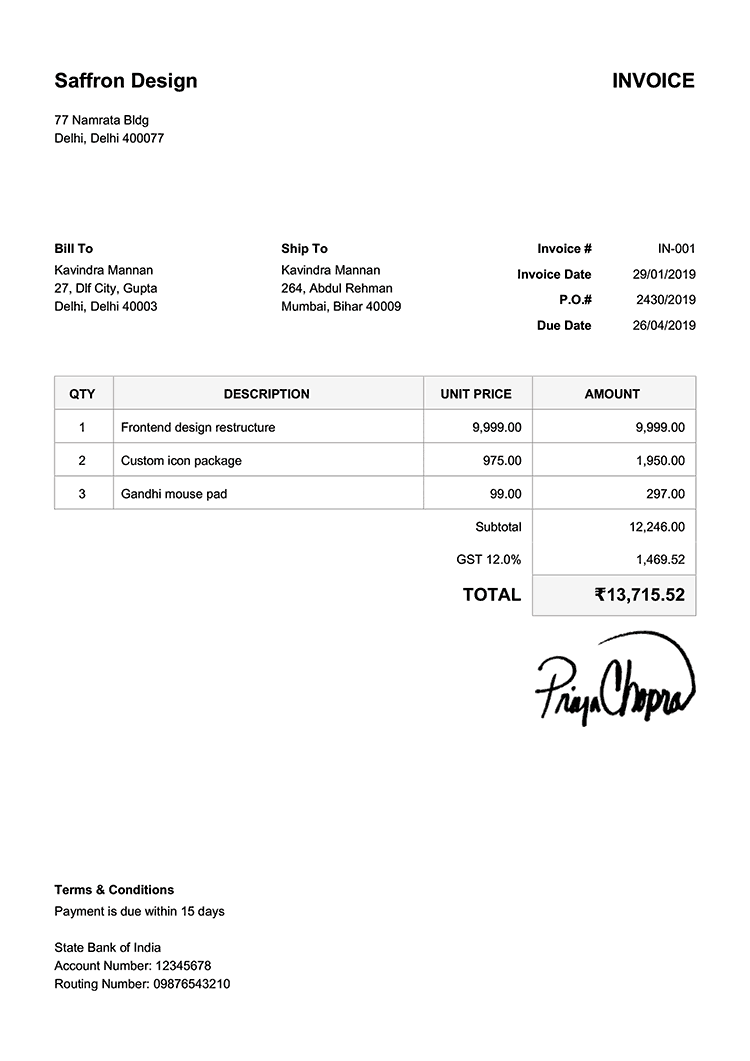 Saffron Design
INVOICE
77 Namrata Bldg
Delhi, Delhi 400077
Bill To
Kavindra Mannan
27, Dlf City, Gupta
Delhi, Delhi 40003
Ship To
Kavindra Mannan
264, Abdul Rehman
Mumbai, Bihar 40009
Invoice # IN-001
Invoice Date 29/01/2019
P.O.# 2430/2019
Due Date 26/04/2019
QTY DESCRIPTION UNIT PRICE AMOUNT
1 Frontend design restructure 9,999.00 9,999.00
2 Custom icon package 975.00 1,950.00
3 Gandhi mouse pad 99.00 297.00
Subtotal 12,246.00
GST 12.0% 1,469.52
TOTAL ₹13,715.52
Priya Chopra
Terms & Conditions
Payment is due within 15 days
State Bank of India
Account Number: 12345678
Routing Number: 09876543210